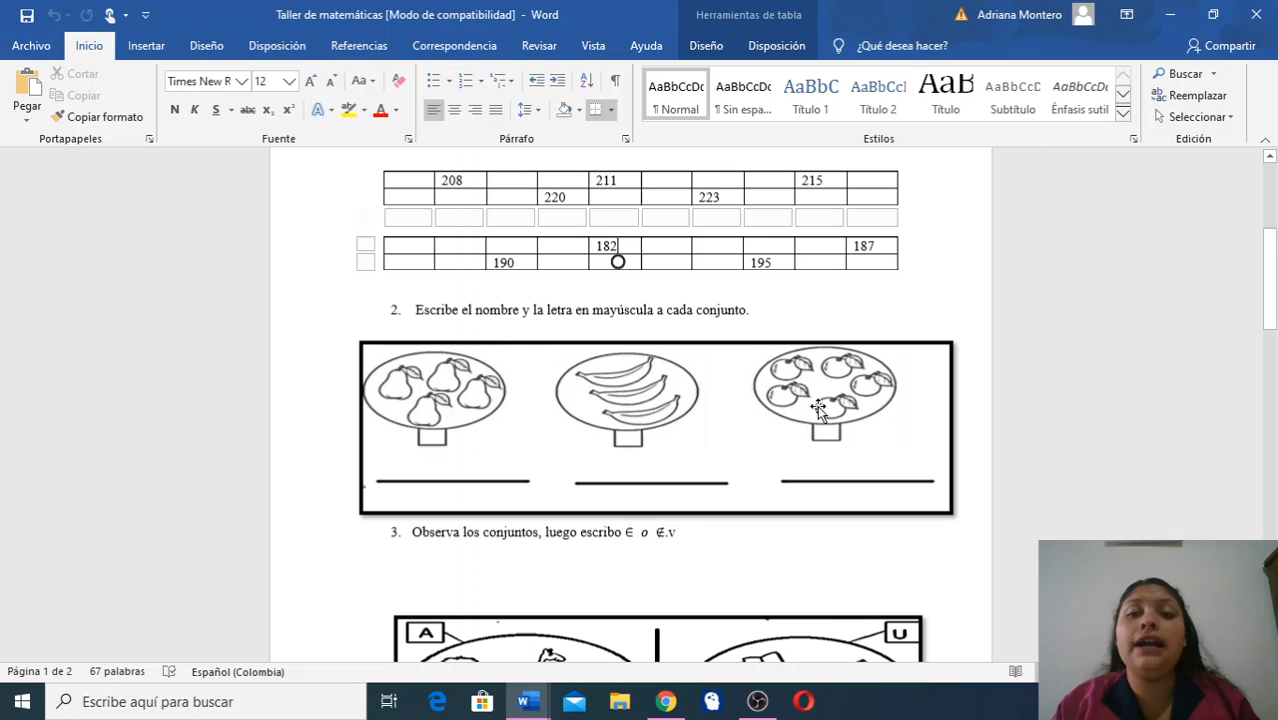 Taller de matemáticas [Modo de compatibilidad] - Word
Herramientas de tabla
Adriana Montero
Archivo Inicio Insertar Diseño Disposición Referencias Correspondencia Revisar Vista Ayuda Diseño Disposición ¿Qué desea hacer? Compartir
Pegar
Cortar
Copiar
Copiar formato
Portapapeles
Times New R 12
N K S abc x₂ x²
Fuente
Párrafo
AaBbCcDc AaBbCcDc AaBbC AaBbCcI AaB AaBbCcD AaBbCcDt
¶ Normal ¶ Sin espa... Título 1 Título 2 Título Subtítulo Énfasis sutil
Estilos
Buscar
Reemplazar
Seleccionar
Edición
208 211 215
220 223
182 187
190 195
2. Escribe el nombre y la letra en mayúscula a cada conjunto.
3. Observa los conjuntos, luego escribo ∈ o ∉.v
A U
Página 1 de 2 67 palabras Español (Colombia)
Escribe aquí para buscar